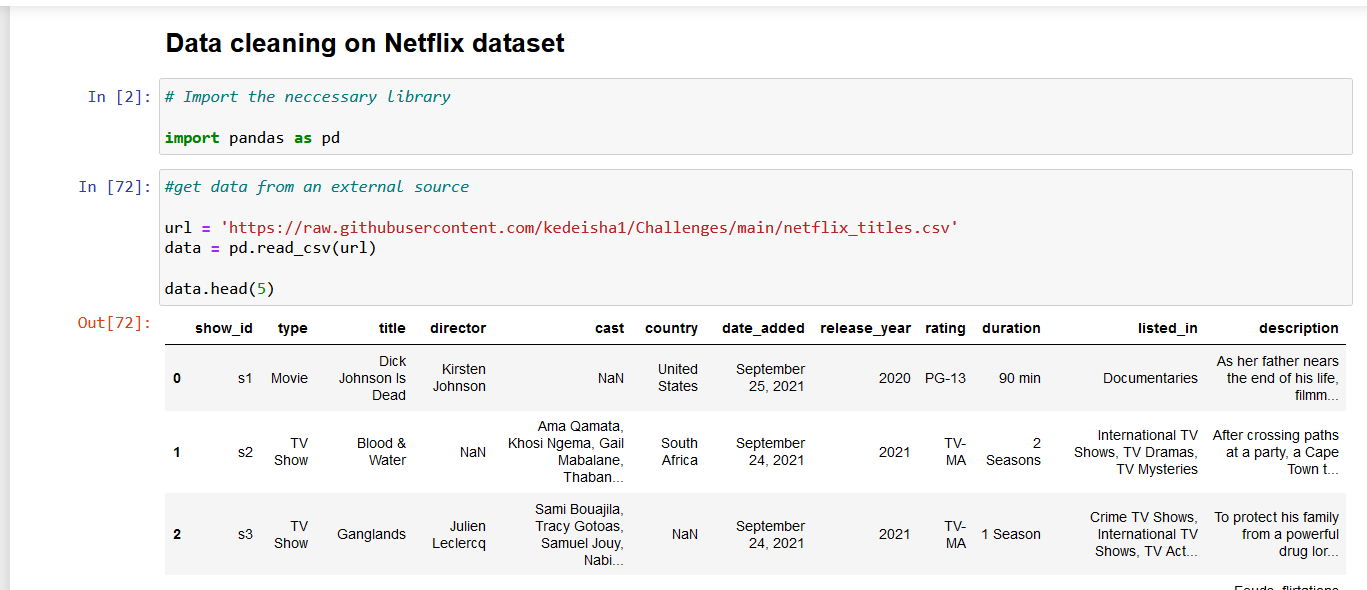 Data cleaning on Netflix dataset
In [2]: # Import the neccessary library
import pandas as pd
In [72]: #get data from an external source
url = 'https://raw.githubusercontent.com/kedeisha1/Challenges/main/netflix_titles.csv'
data = pd.read_csv(url)
data.head(5)
Out[72]:
show_id type title director cast country date_added release_year rating duration listed_in description
0 s1 Movie Dick Johnson Is Dead Kirsten Johnson NaN United States September 25, 2021 2020 PG-13 90 min Documentaries As her father nears the end of his life, filmm...
1 s2 TV Show Blood & Water NaN Ama Qamata, Khosi Ngema, Gail Mabalane, Thaban... South Africa September 24, 2021 2021 TV-MA 2 Seasons International TV Shows, TV Dramas, TV Mysteries After crossing paths at a party, a Cape Town t...
2 s3 TV Show Ganglands Julien Leclercq Sami Bouajila, Tracy Gotoas, Samuel Jouy, Nabi... NaN September 24, 2021 2021 TV-MA 1 Season Crime TV Shows, International TV Shows, TV Act... To protect his family from a powerful drug lor...